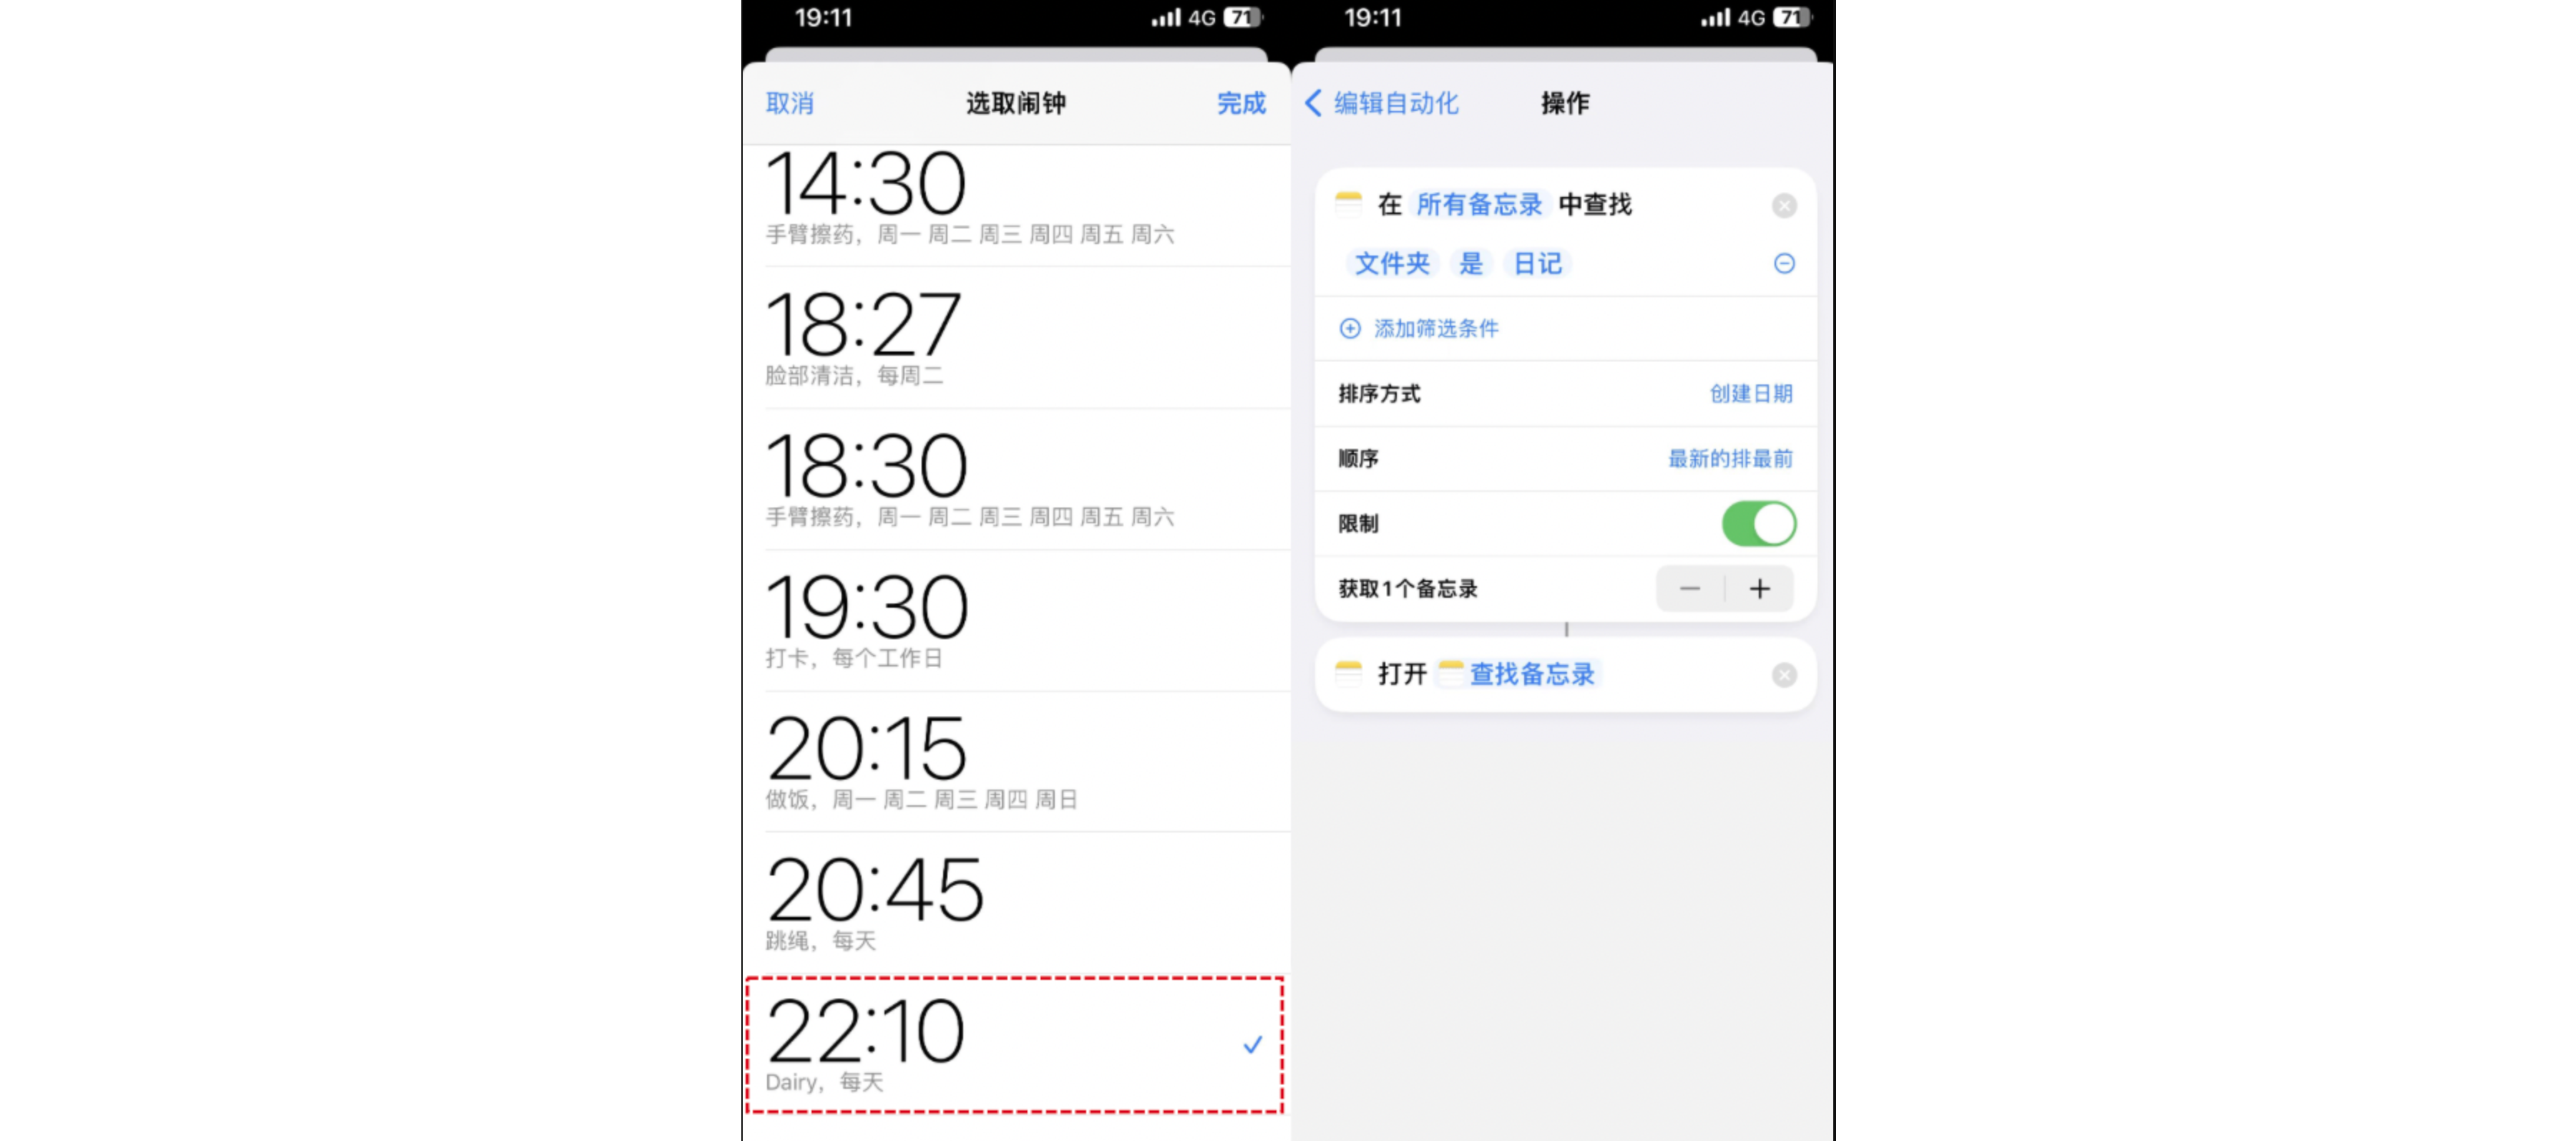 19:11
4G 71
取消 选取闹钟 完成
14:30
手臂擦药，周一 周二 周三 周四 周五 周六
18:27
脸部清洁，每周二
18:30
手臂擦药，周一 周二 周三 周四 周五 周六
19:30
打卡，每个工作日
20:15
做饭，周一 周二 周三 周四 周日
20:45
跳绳，每天
22:10
Dairy，每天
19:11
4G 71
编辑自动化 操作
在 所有备忘录 中查找
文件夹 是 日记
添加筛选条件
排序方式 创建日期
顺序 最新的排最前
限制
获取1个备忘录
打开 查找备忘录